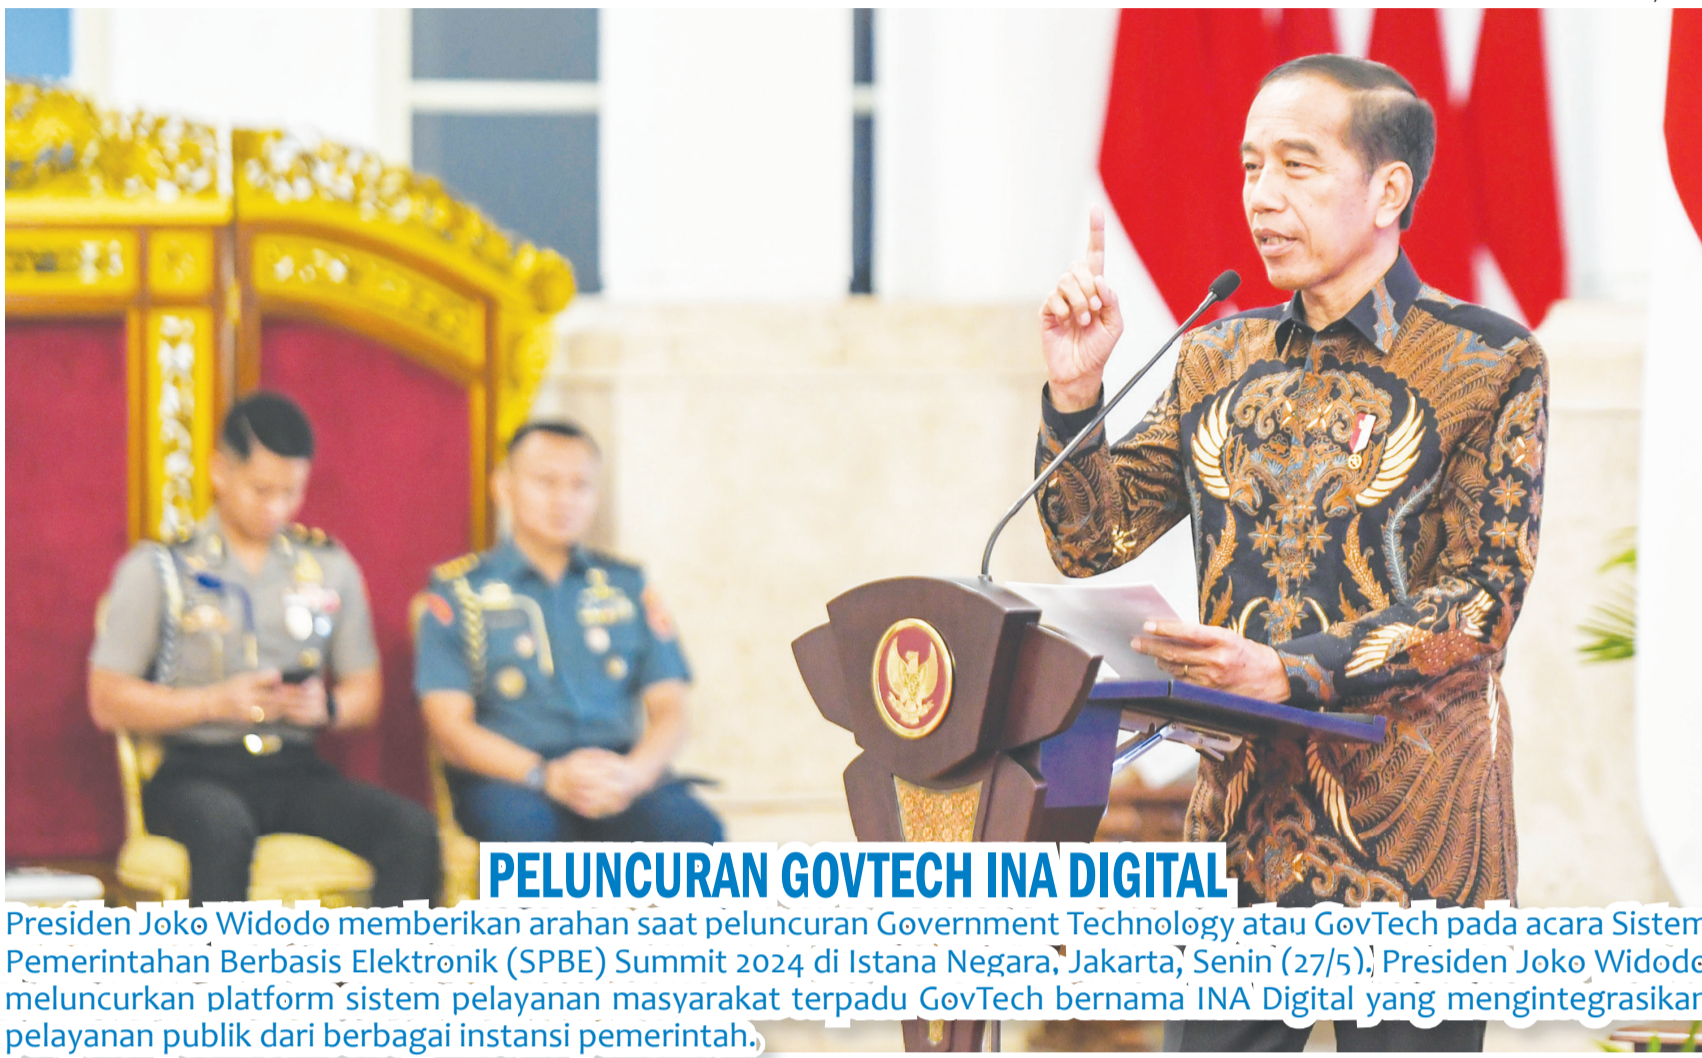 PELUNCURAN GOVTECH INA DIGITAL
Presiden Joko Widodo memberikan arahan saat peluncuran Government Technology atau GovTech pada acara Sistem
Pemerintahan Berbasis Elektronik (SPBE) Summit 2024 di Istana Negara, Jakarta, Senin (27/5). Presiden Joko Widodo
meluncurkan platform sistem pelayanan masyarakat terpadu GovTech bernama INA Digital yang mengintegrasikan
pelayanan publik dari berbagai instansi pemerintah.